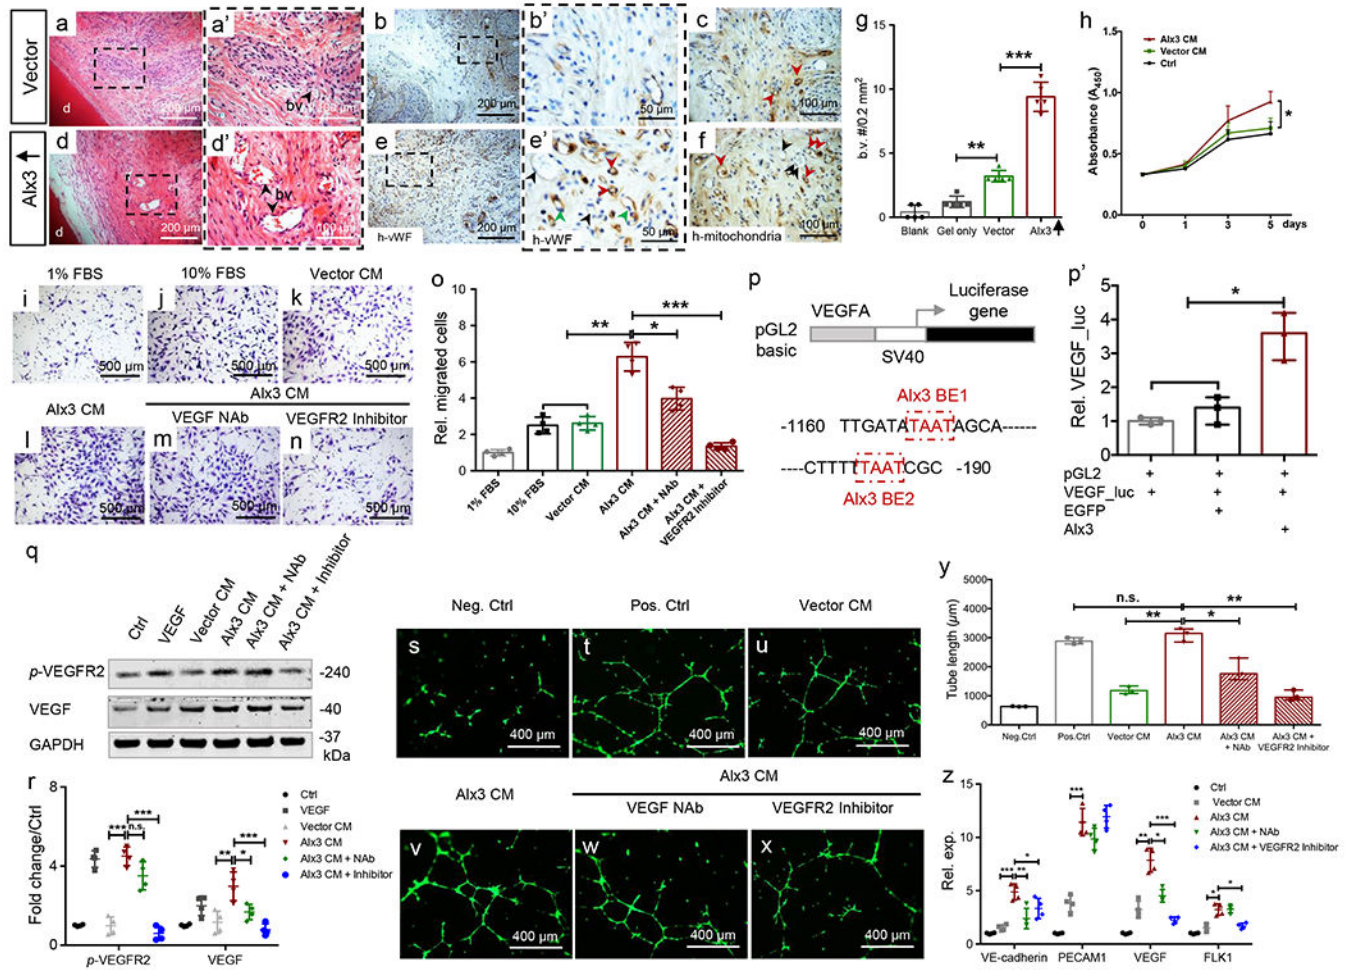 Vector
a
d
200 µm
a'
bv
100 µm
b
200 µm
b'
50 µm
c
100 µm
Alx3
d
d
200 µm
d'
bv
100 µm
e
h-vWF
200 µm
e'
h-vWF
50 µm
f
h-mitochondria
100 µm
g
b.v. #/0.2 mm²
15
10
5
0
**
***
Blank
Gel only
Vector
Alx3
h
Absorbance (A450)
1.5
1.0
0.5
0.0
Alx3 CM
Vector CM
Ctrl
*
0
1
3
5
days
1% FBS
10% FBS
Vector CM
i
500 µm
j
500 µm
k
500 µm
Alx3 CM
Alx3 CM
VEGF NAb
VEGFR2 Inhibitor
l
500 µm
m
500 µm
n
500 µm
o
Rel. migrated cells
10
8
6
4
2
0
**
*
***
1% FBS
10% FBS
Vector CM
Alx3 CM
Alx3 CM + NAb
Alx3 CM +
VEGFR2 Inhibitor
p
pGL2
basic
VEGFA
SV40
Luciferase
gene
Alx3 BE1
-1160 TTGATATAATAGCA------
----CTTTTTAATCGC -190
Alx3 BE2
p'
Rel. VEGF_luc
5
4
3
2
1
0
*
pGL2 + + +
VEGF_luc + + +
EGFP +
Alx3 +
q
Ctrl
VEGF
Vector CM
Alx3 CM
Alx3 CM + NAb
Alx3 CM + Inhibitor
p-VEGFR2 -240
VEGF -40
GAPDH -37
kDa
r
Fold change/Ctrl
8
4
0
***
n.s.
***
**
*
***
p-VEGFR2
VEGF
Ctrl
VEGF
Vector CM
Alx3 CM
Alx3 CM + NAb
Alx3 CM + Inhibitor
Neg. Ctrl
Pos. Ctrl
Vector CM
s
400 µm
t
400 µm
u
400 µm
Alx3 CM
Alx3 CM
VEGF NAb
VEGFR2 Inhibitor
v
400 µm
w
400 µm
x
400 µm
y
Tube length (µm)
5000
4000
3000
2000
1000
0
n.s.
**
**
*
Neg.Ctrl
Pos.Ctrl
Vector CM
Alx3 CM
Alx3 CM
+ NAb
Alx3 CM +
VEGFR2 Inhibitor
z
Rel. exp.
15
10
5
0
***
**
*
***
**
*
***
*
*
VE-cadherin
PECAM1
VEGF
FLK1
Ctrl
Vector CM
Alx3 CM
Alx3 CM + NAb
Alx3 CM + VEGFR2 Inhibitor